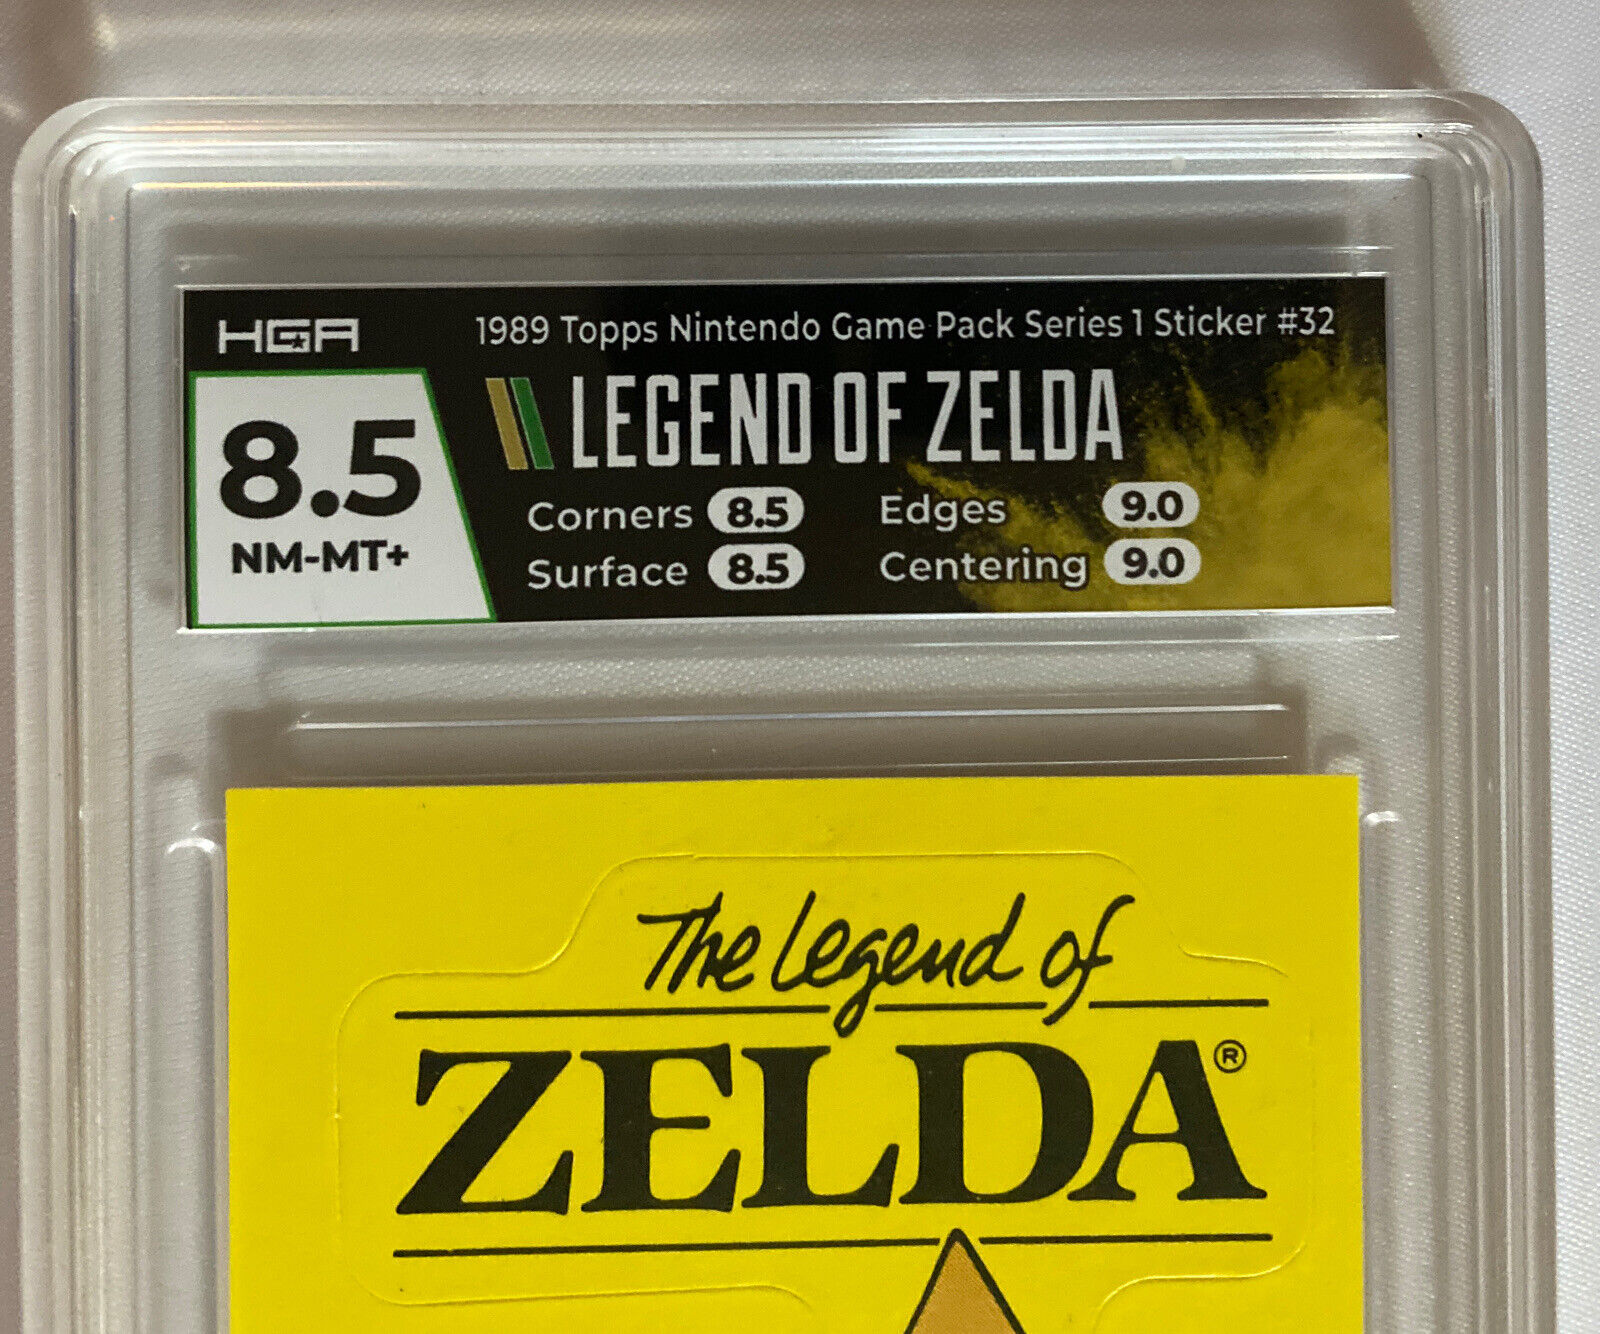 HGA
1989 Topps Nintendo Game Pack Series 1 Sticker #32
8.5
NM-MT+
LEGEND OF ZELDA
Corners 8.5 Edges 9.0
Surface 8.5 Centering 9.0
The Legend of
ZELDA®